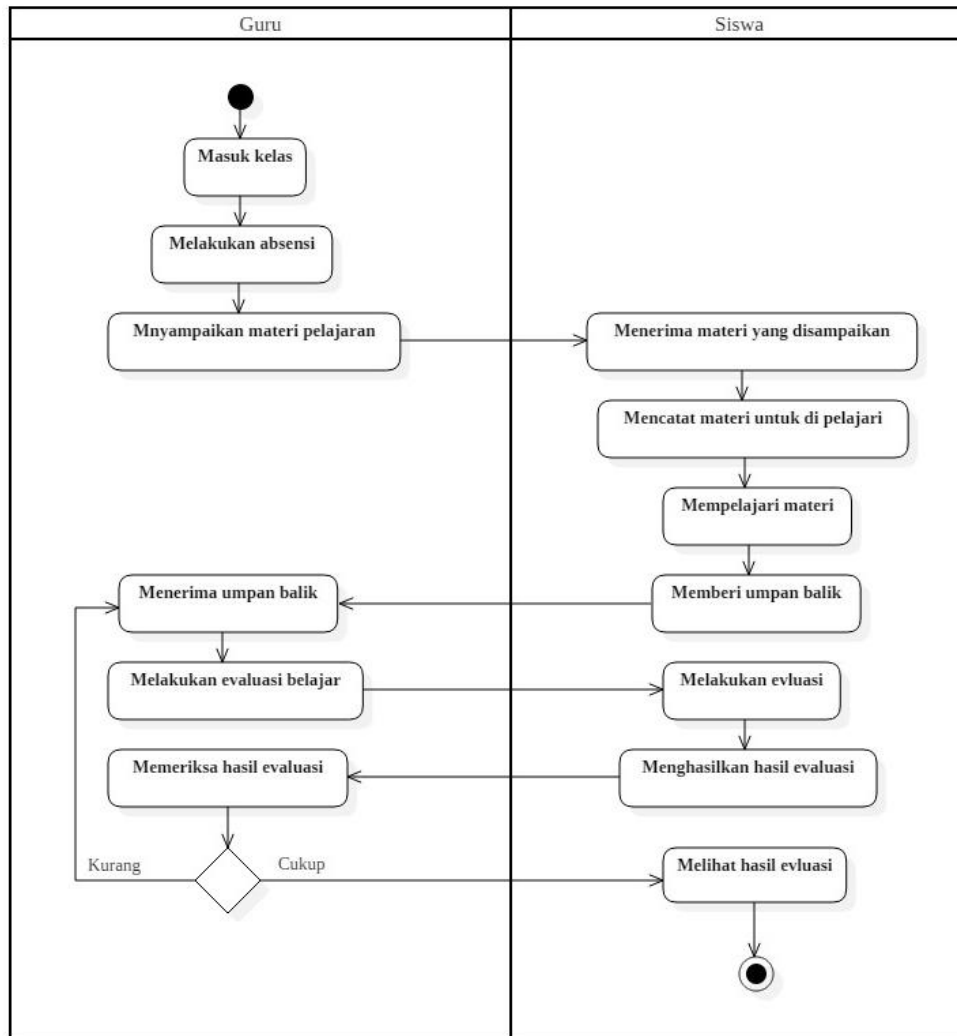 Guru
Siswa
Masuk kelas
Melakukan absensi
Mnyampaikan materi pelajaran
Menerima materi yang disampaikan
Mencatat materi untuk di pelajari
Mempelajari materi
Menerima umpan balik
Memberi umpan balik
Melakukan evaluasi belajar
Melakukan evluasi
Memeriksa hasil evaluasi
Menghasilkan hasil evaluasi
Kurang
Cukup
Melihat hasil evluasi